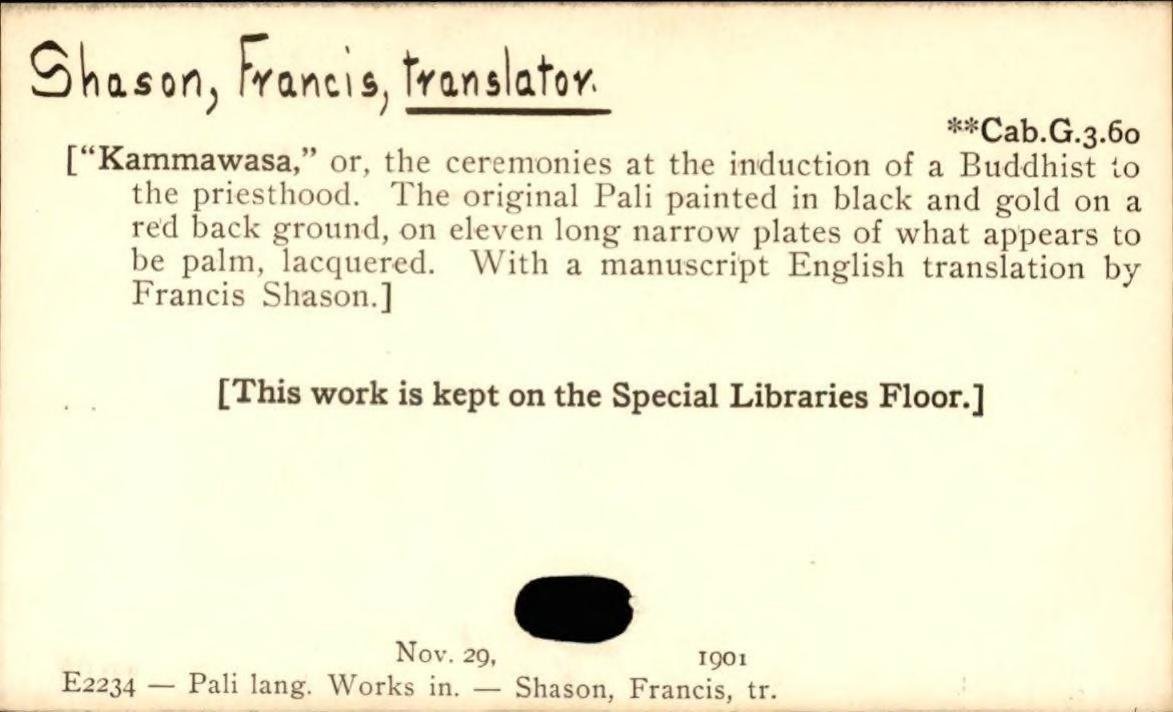 Shason, Francis, translator.
**Cab.G.3.60
["Kammawasa," or, the ceremonies at the induction of a Buddhist to
the priesthood. The original Pali painted in black and gold on a
red back ground, on eleven long narrow plates of what appears to
be palm, lacquered. With a manuscript English translation by
Francis Shason.]
[This work is kept on the Special Libraries Floor.]
Nov. 29, 1901
E2234 — Pali lang. Works in. — Shason, Francis, tr.